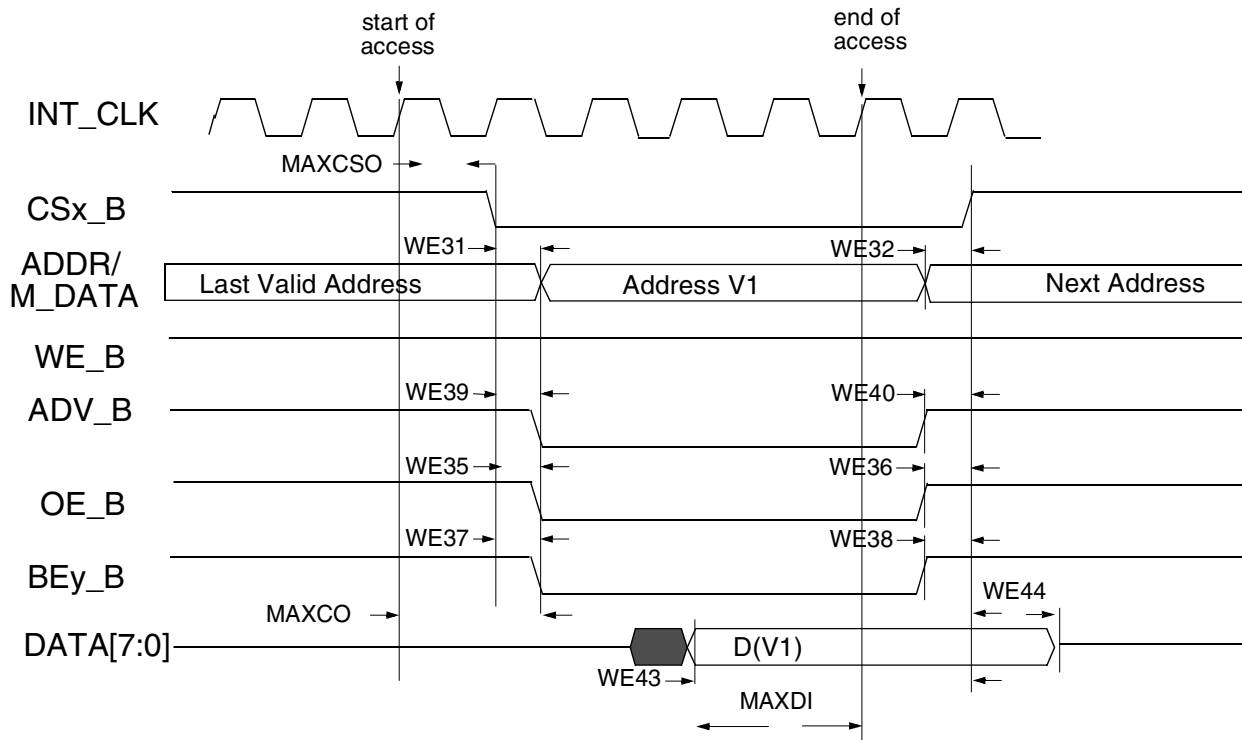 start of
access
end of
access
INT_CLK
MAXCSO
CSx_B
WE31
WE32
ADDR/
M_DATA
Last Valid Address
Address V1
Next Address
WE_B
WE39
WE40
ADV_B
WE35
WE36
OE_B
WE37
WE38
BEy_B
WE44
MAXCO
DATA[7:0]
D(V1)
WE43
MAXDI